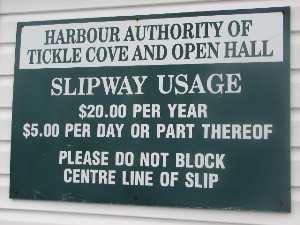 HARBOUR AUTHORITY OF
TICKLE COVE AND OPEN HALL
SLIPWAY USAGE
$20.00 PER YEAR
$5.00 PER DAY OR PART THEREOF
PLEASE DO NOT BLOCK
CENTRE LINE OF SLIP